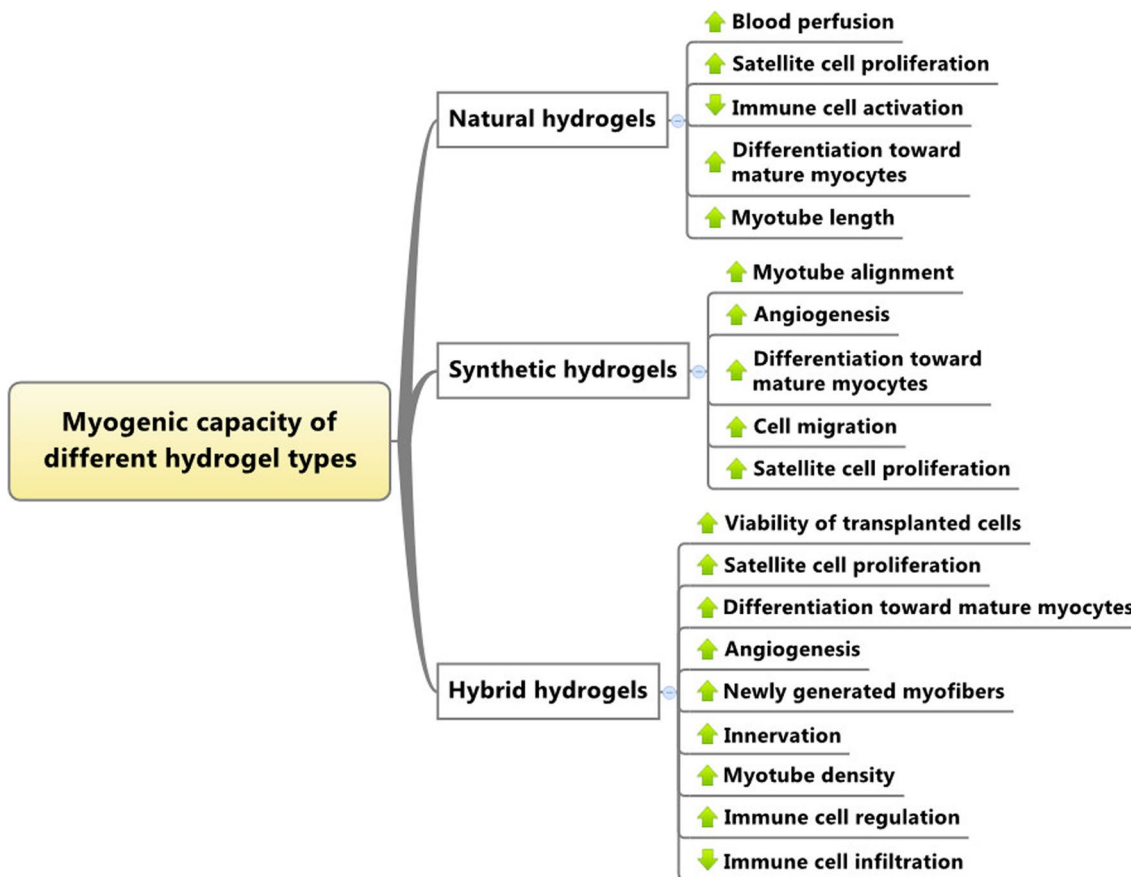 Blood perfusion
Satellite cell proliferation
Natural hydrogels
Immune cell activation
Differentiation toward
mature myocytes
Myotube length
Myotube alignment
Angiogenesis
Synthetic hydrogels
Differentiation toward
mature myocytes
Cell migration
Satellite cell proliferation
Myogenic capacity of
different hydrogel types
Viability of transplanted cells
Satellite cell proliferation
Differentiation toward mature myocytes
Angiogenesis
Hybrid hydrogels
Newly generated myofibers
Innervation
Myotube density
Immune cell regulation
Immune cell infiltration